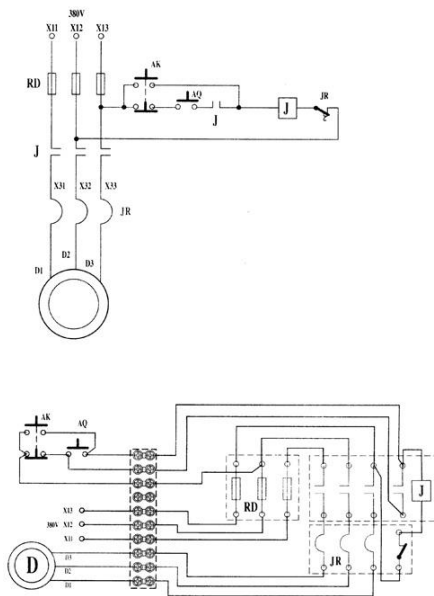 380V
X11 X12 X13
RD
AK
AQ
J
J
JR
J
X31 X32 X33
JR
D1
D2
D3
AK
AQ
X13
380V X12
X11
RD
J
JR
D
D3
D2
D1